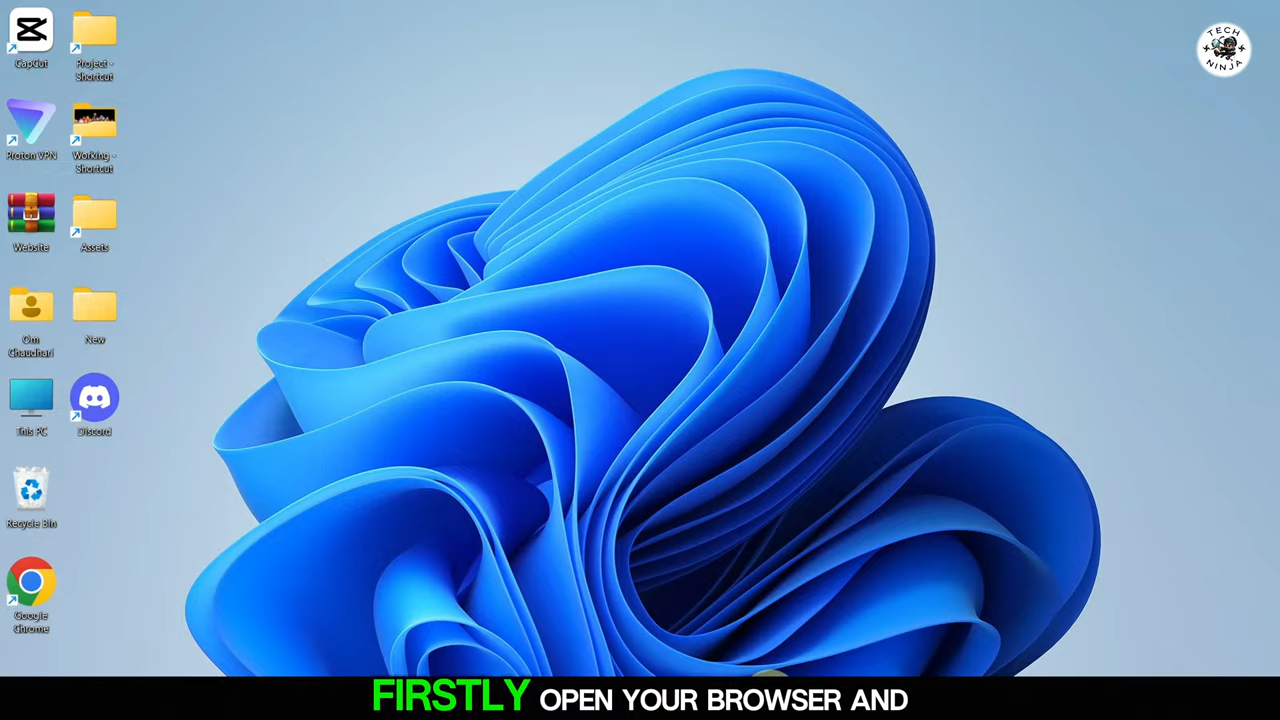 CapCut
Project -
Shortcut
TECH
NINJA
Proton VPN
Working -
Shortcut
Website
Assets
Om
Chaudhari
New
This PC
Discord
Recycle Bin
Google
Chrome
FIRSTLY OPEN YOUR BROWSER AND